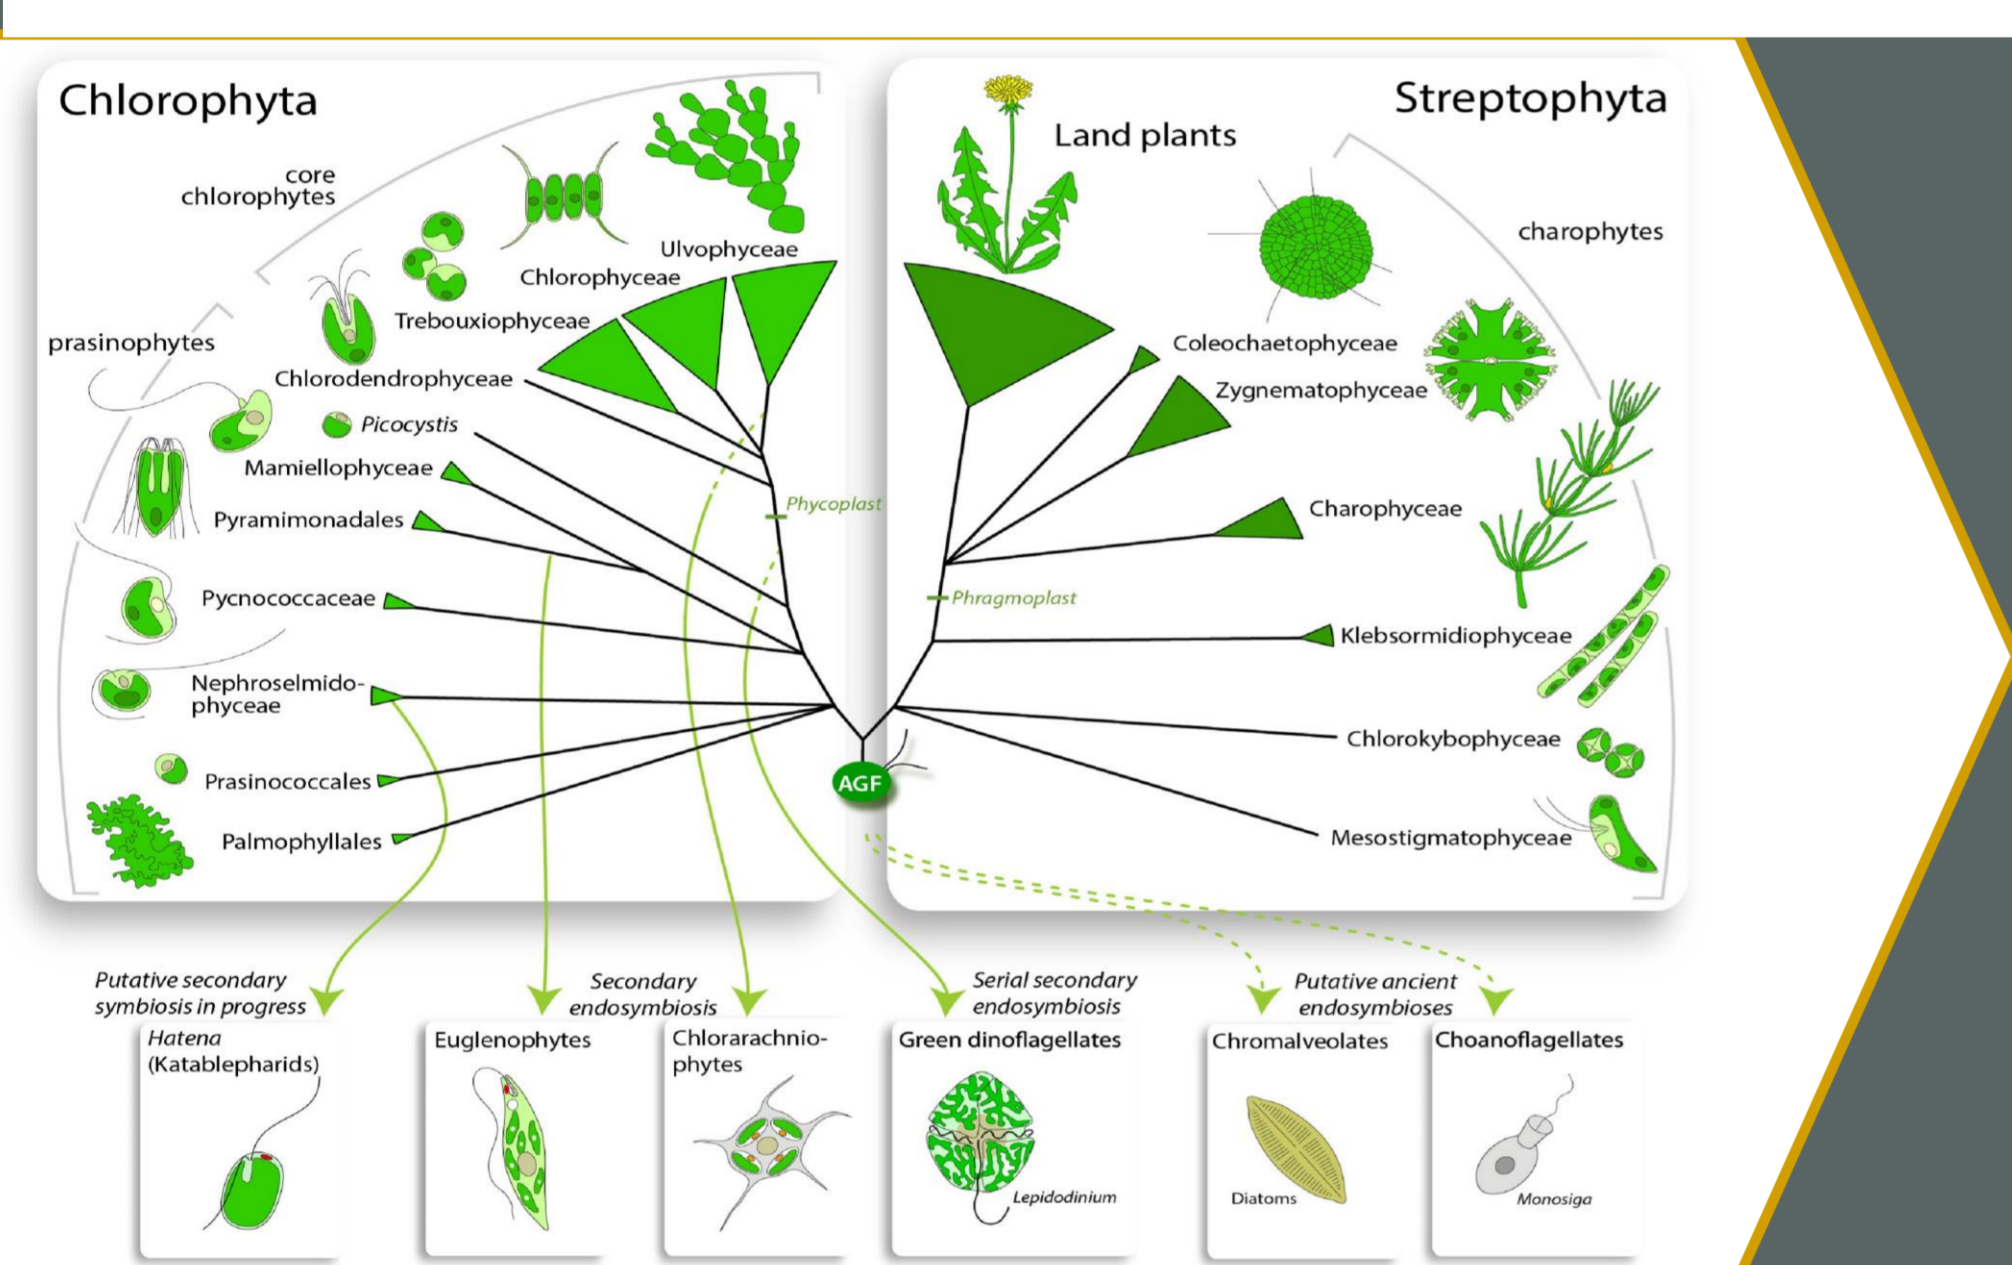 Chlorophyta
core
chlorophytes
prasinophytes
Ulvophyceae
Chlorophyceae
Trebouxiophyceae
Chlorodendrophyceae
Picocystis
Mamiellophyceae
Pyramimonadales
Pycnococcaceae
Nephroselmido-
phyceae
Prasinococcales
Palmophyllales
Phycoplast
Streptophyta
Land plants
charophytes
Coleochaetophyceae
Zygnematophyceae
Charophyceae
Phragmoplast
Klebsormidiophyceae
Chlorokybophyceae
Mesostigmatophyceae
AGF
Putative secondary
symbiosis in progress
Secondary
endosymbiosis
Serial secondary
endosymbiosis
Putative ancient
endosymbioses
Hatena
(Katablepharids)
Euglenophytes
Chlorarachnio-
phytes
Green dinoflagellates
Lepidodinium
Chromalveolates
Diatoms
Choanoflagellates
Monosiga